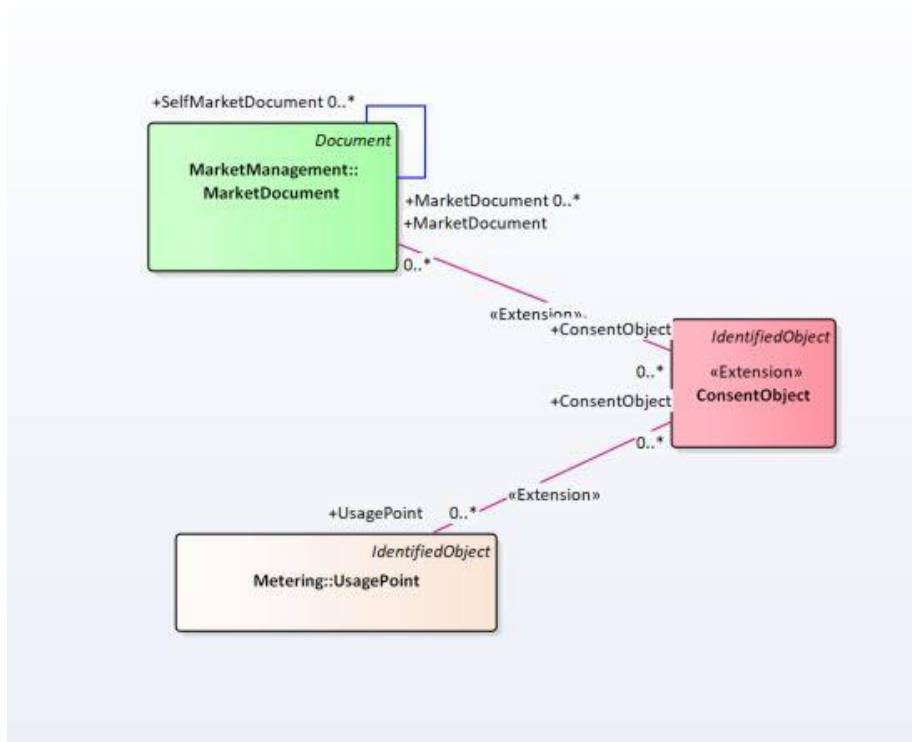 +SelfMarketDocument 0..*
Document
MarketManagement::
MarketDocument
+MarketDocument 0..*
+MarketDocument
0..*
«Extension»
+ConsentObject
0..*
IdentifiedObject
«Extension»
ConsentObject
+ConsentObject
0..*
«Extension»
+UsagePoint 0..*
IdentifiedObject
Metering::UsagePoint